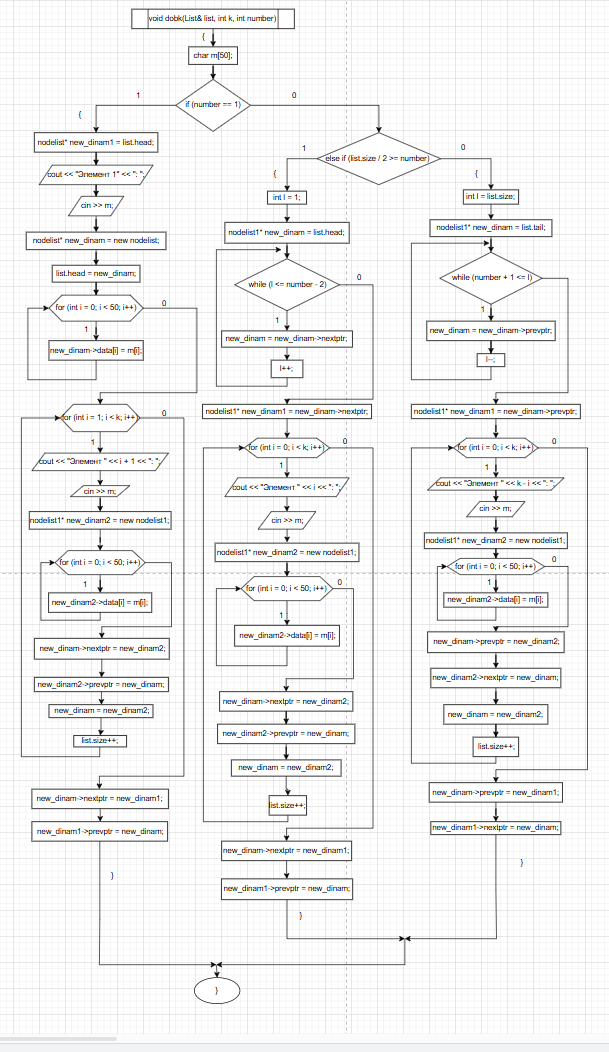 void dobk(List& list, int k, int number)
{
char m[50];
if (number == 1)
1
0
{
nodelist* new_dinam1 = list.head;
cout << "Элемент 1" << ": ";
cin >> m;
nodelist* new_dinam = new nodelist;
list.head = new_dinam;
for (int i = 0; i < 50; i++)
0
1
new_dinam->data[i] = m[i];
for (int i = 1; i < k; i++)
0
1
cout << "Элемент " << i + 1 << ": ";
cin >> m;
nodelist1* new_dinam2 = new nodelist1;
for (int i = 0; i < 50; i++)
0
1
new_dinam2->data[i] = m[i];
new_dinam->nextptr = new_dinam2;
new_dinam2->prevptr = new_dinam;
new_dinam = new_dinam2;
list.size++;
new_dinam->nextptr = new_dinam1;
new_dinam1->prevptr = new_dinam;
}
else if (list.size / 2 >= number)
1
0
{
int l = 1;
nodelist1* new_dinam = list.head;
while (l <= number - 2)
0
1
new_dinam = new_dinam->nextptr;
l++;
nodelist1* new_dinam1 = new_dinam->nextptr;
for (int i = 0; i < k; i++)
0
1
cout << "Элемент " << i << ": ";
cin >> m;
nodelist1* new_dinam2 = new nodelist1;
for (int i = 0; i < 50; i++)
0
1
new_dinam2->data[i] = m[i];
new_dinam->nextptr = new_dinam2;
new_dinam2->prevptr = new_dinam;
new_dinam = new_dinam2;
list.size++;
new_dinam->nextptr = new_dinam1;
new_dinam1->prevptr = new_dinam;
}
{
int l = list.size;
nodelist1* new_dinam = list.tail;
while (number + 1 <= l)
1
new_dinam = new_dinam->prevptr;
l--;
nodelist1* new_dinam1 = new_dinam->prevptr;
for (int i = 0; i < k; i++)
0
1
cout << "Элемент " << k - i << ": ";
cin >> m;
nodelist1* new_dinam2 = new nodelist1;
for (int i = 0; i < 50; i++)
0
1
new_dinam2->data[i] = m[i];
new_dinam->prevptr = new_dinam2;
new_dinam2->nextptr = new_dinam;
new_dinam = new_dinam2;
list.size++;
new_dinam->prevptr = new_dinam1;
new_dinam1->nextptr = new_dinam;
}
}